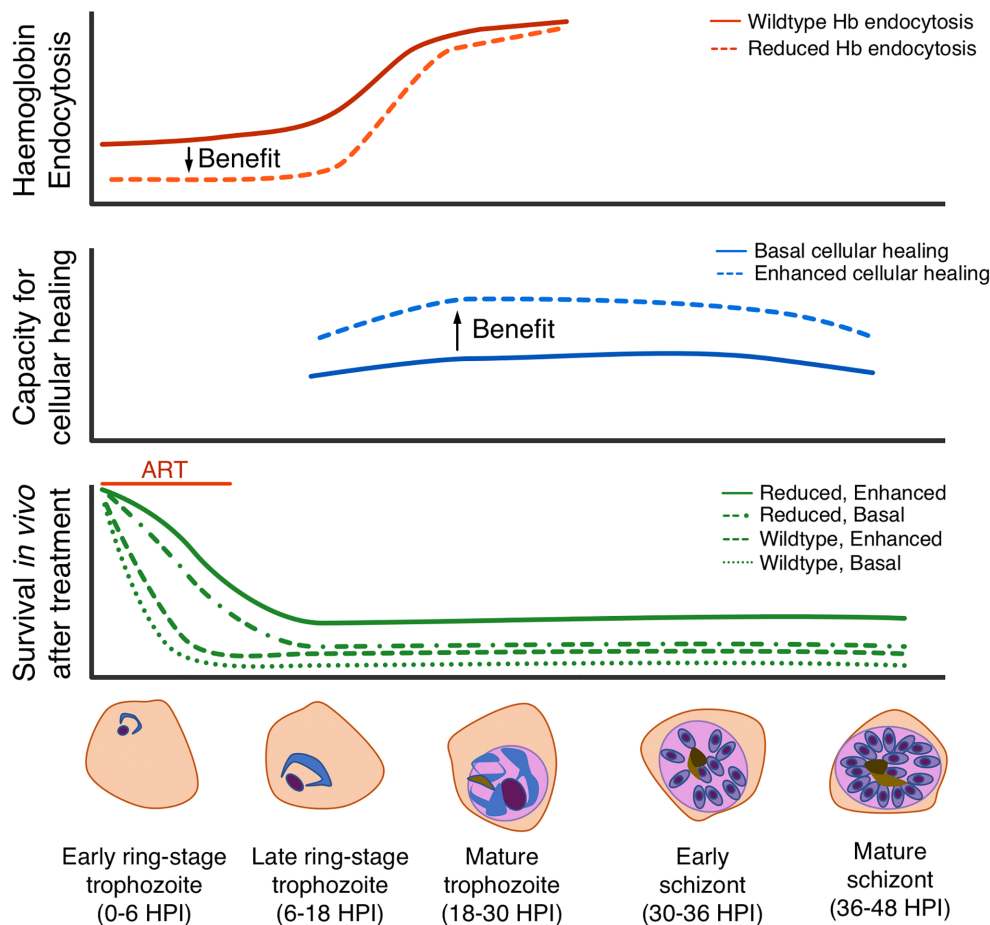 Haemoglobin
Endocytosis
Wildtype Hb endocytosis
Reduced Hb endocytosis
Benefit
Capacity for
cellular healing
Basal cellular healing
Enhanced cellular healing
Benefit
Survival in vivo
after treatment
ART
Reduced, Enhanced
Reduced, Basal
Wildtype, Enhanced
Wildtype, Basal
Early ring-stage
trophozoite
(0-6 HPI)
Late ring-stage
trophozoite
(6-18 HPI)
Mature
trophozoite
(18-30 HPI)
Early
schizont
(30-36 HPI)
Mature
schizont
(36-48 HPI)